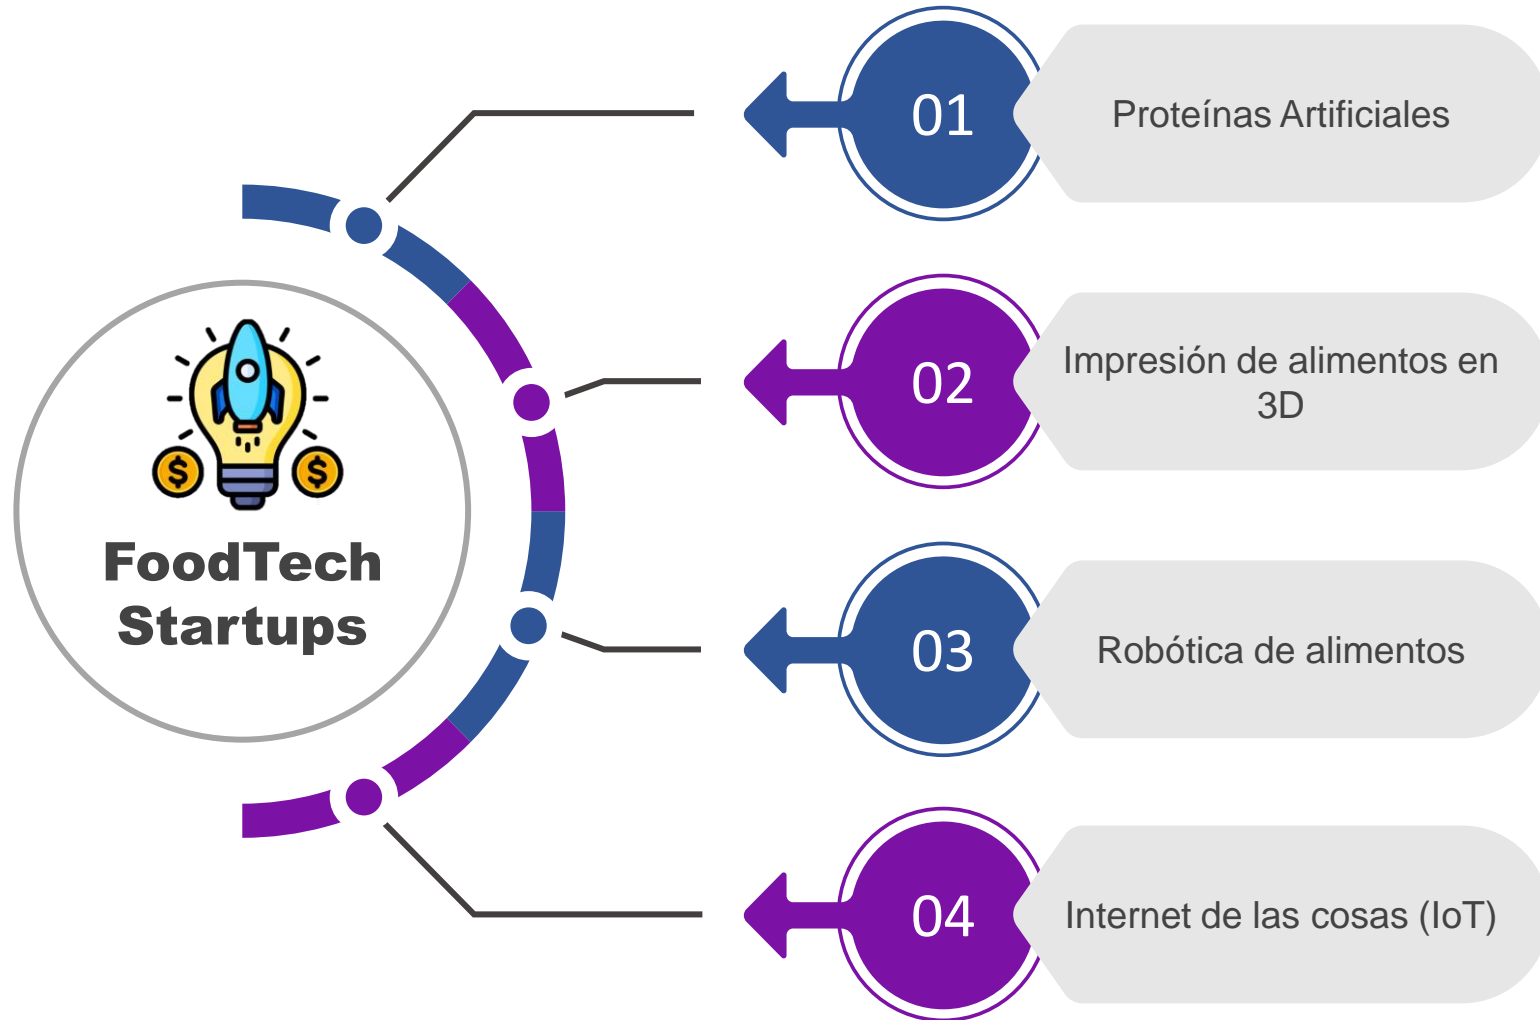 01
Proteínas Artificiales
02
Impresión de alimentos en
3D
FoodTech
Startups
03
Robótica de alimentos
04
Internet de las cosas (IoT)
$ $